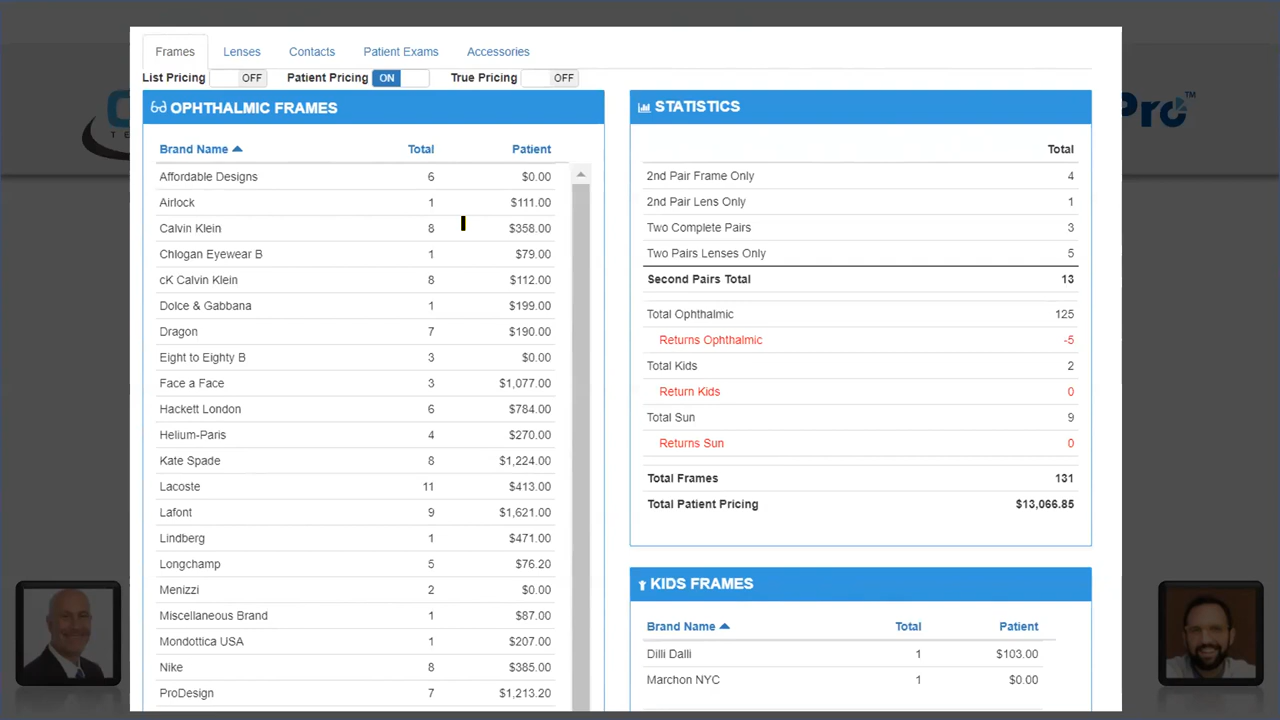 Frames Lenses Contacts Patient Exams Accessories
List Pricing OFF Patient Pricing ON True Pricing OFF
OPHTHALMIC FRAMES
Brand Name Total Patient
Affordable Designs 6 $0.00
Airlock 1 $111.00
Calvin Klein 8 $358.00
Chlogan Eyewear B 1 $79.00
cK Calvin Klein 8 $112.00
Dolce & Gabbana 1 $199.00
Dragon 7 $190.00
Eight to Eighty B 3 $0.00
Face a Face 3 $1,077.00
Hackett London 6 $784.00
Helium-Paris 4 $270.00
Kate Spade 8 $1,224.00
Lacoste 11 $413.00
Lafont 9 $1,621.00
Lindberg 1 $471.00
Longchamp 5 $76.20
Menizzi 2 $0.00
Miscellaneous Brand 1 $87.00
Mondottica USA 1 $207.00
Nike 8 $385.00
ProDesign 7 $1,213.20
STATISTICS
Total
2nd Pair Frame Only 4
2nd Pair Lens Only 1
Two Complete Pairs 3
Two Pairs Lenses Only 5
Second Pairs Total 13
Total Ophthalmic 125
Returns Ophthalmic -5
Total Kids 2
Return Kids 0
Total Sun 9
Returns Sun 0
Total Frames 131
Total Patient Pricing $13,066.85
KIDS FRAMES
Brand Name Total Patient
Dilli Dalli 1 $103.00
Marchon NYC 1 $0.00
Pro™